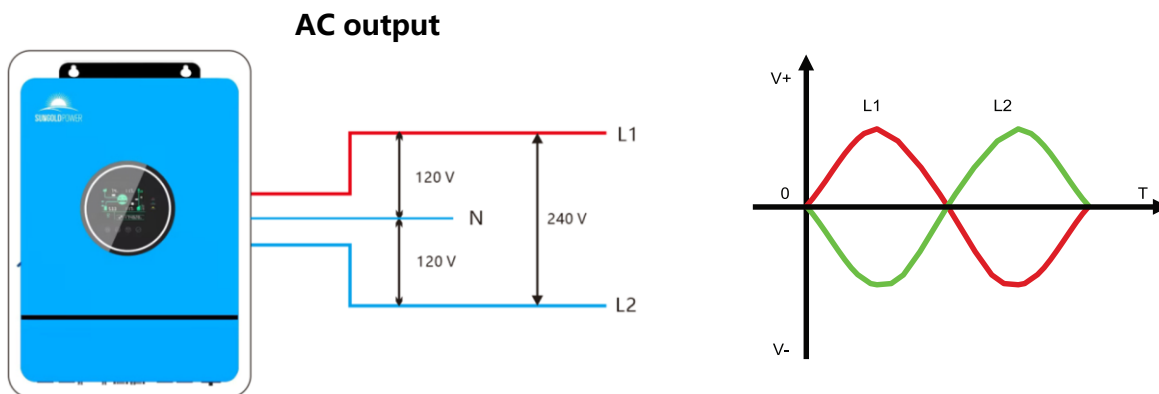 AC output
SUNGOLDPOWER
120 V
120 V
240 V
L1
N
L2
V+
L1
L2
0
T
V-